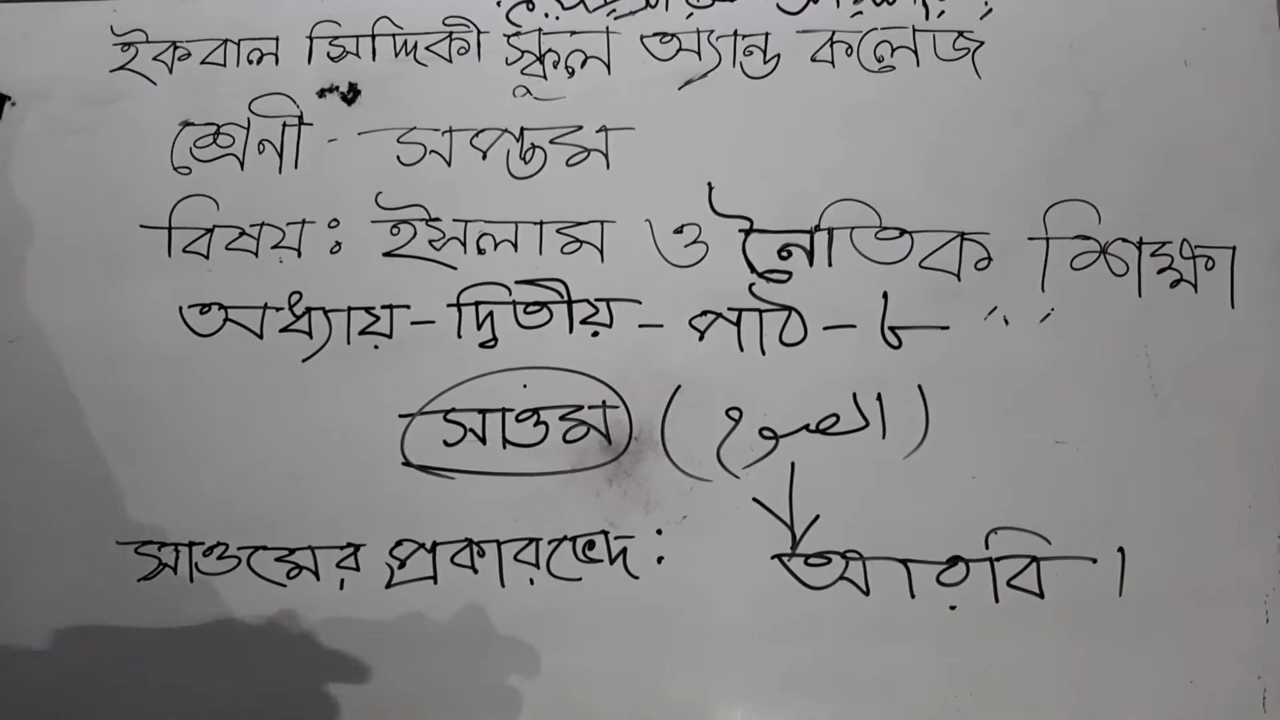 ইকবাল সিদ্দিকী স্কুল অ্যান্ড কলেজ
শ্রেনী - সপ্তম
বিষয়ঃ ইসলাম ও নৈতিক শিক্ষা
অধ্যায় - দ্বিতীয় - পাঠ - ৮
সাওম (الصوم)
সাওমের প্রকারভেদ : আরবি ।